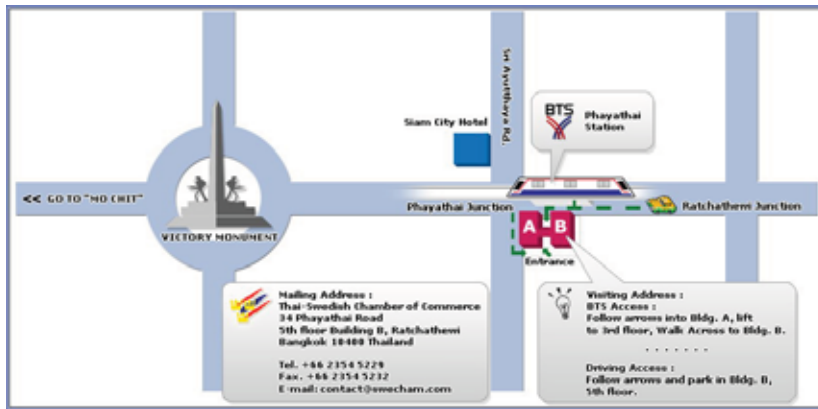 Sri Ayutthaya Rd.
BTS
Phayathai
Station
Siam City Hotel
<< GO TO "MO CHIT"
Phayathai Junction
Ratchathewi Junction
VICTORY MONUMENT
A
B
Entrance
Mailing Address :
Thai-Swedish Chamber of Commerce
34 Phayathai Road
5th floor Building B, Ratchathewi
Bangkok 10400 Thailand
Tel. +66 2354 5229
Fax. +66 2354 5232
E-mail: contact@swecham.com
Visiting Address :
BTS Access :
Follow arrows into Bldg. A, lift
to 3rd floor, Walk Across to Bldg. B.
. . . . . . .
Driving Access :
Follow arrows and park in Bldg. B,
5th floor.